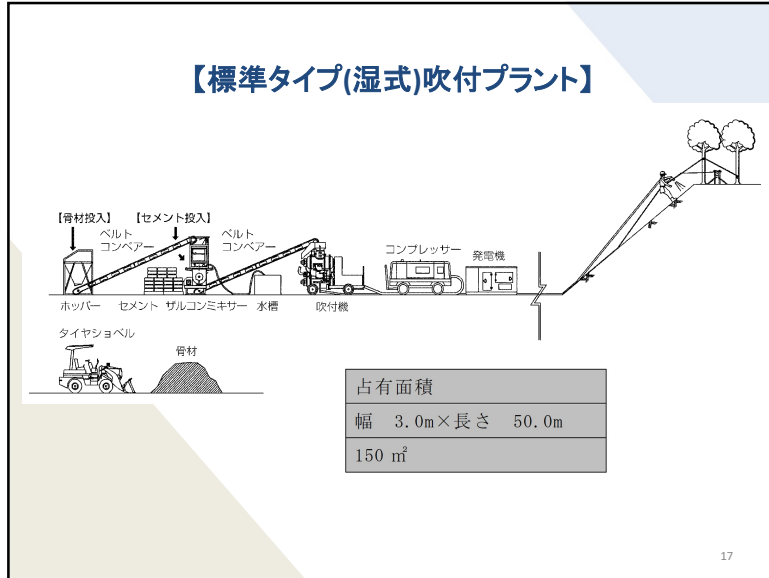 【標準タイプ(湿式)吹付プラント】
【骨材投入】
【セメント投入】
ベルト
コンベアー
ベルト
コンベアー
コンプレッサー
発電機
ホッパー
セメント
ザルコンミキサー
水槽
吹付機
タイヤショベル
骨材
占有面積
幅　3.0m×長さ　50.0m
150 ㎡
17